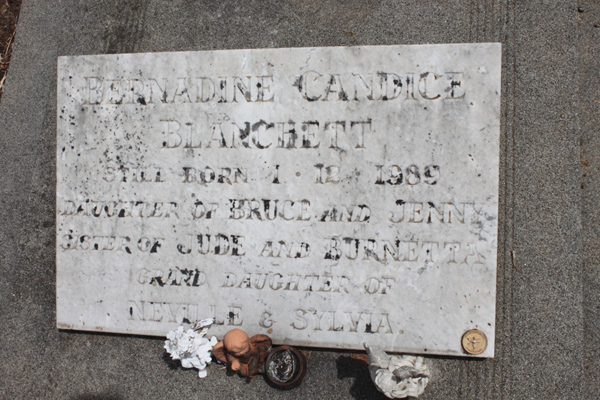 BERNADINE CANDICE
BLANCHETT
STILL BORN 1 · 12 · 1989
DAUGHTER OF BRUCE AND JENNY
SISTER OF JUDE AND BURNETTA
GRAND DAUGHTER OF
NEVILLE & SYLVIA